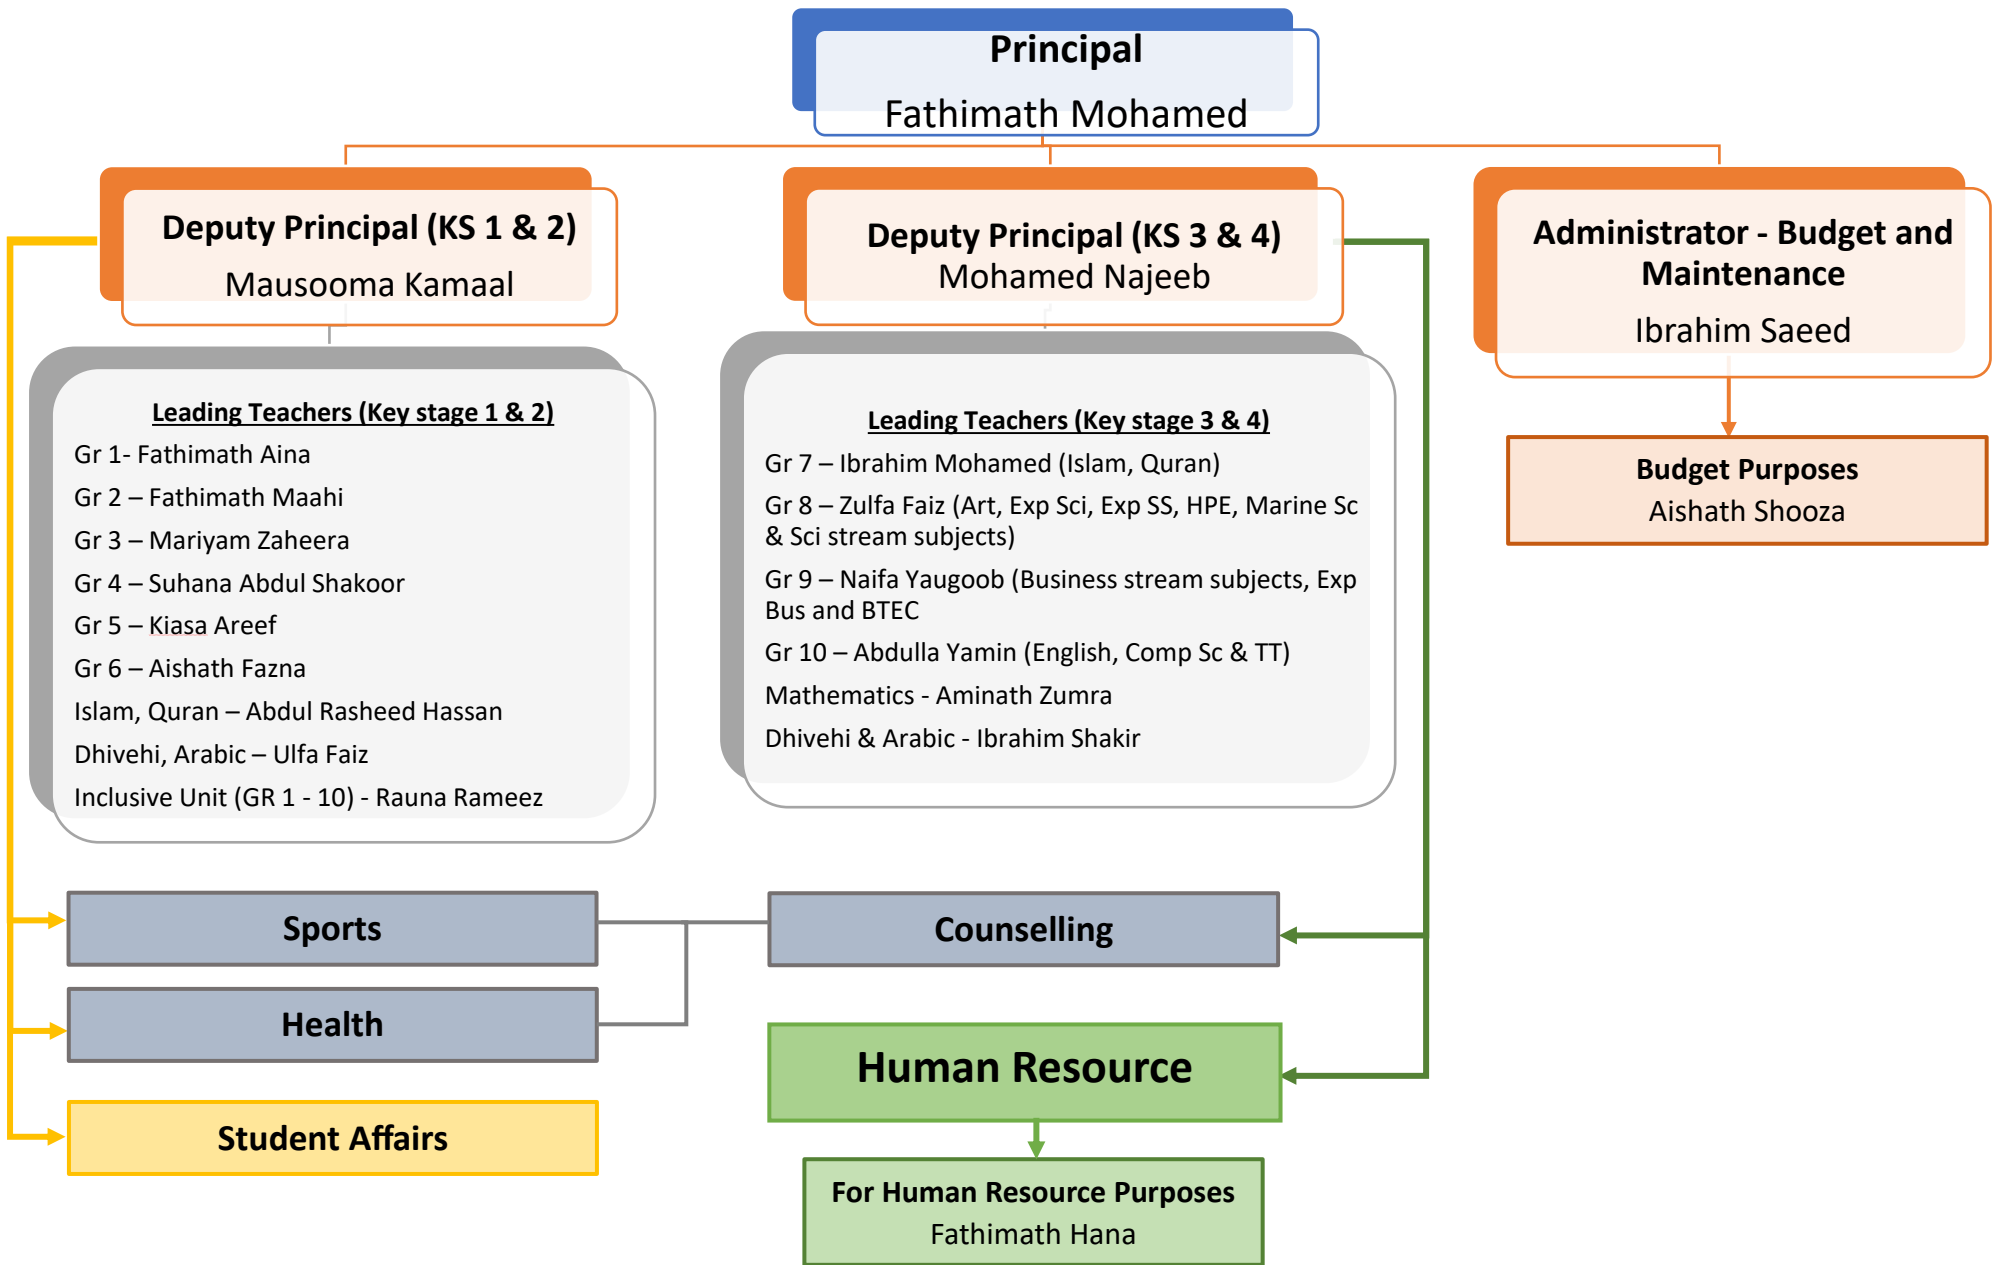 Principal
Fathimath Mohamed
Deputy Principal (KS 1 & 2)
Mausooma Kamaal
Deputy Principal (KS 3 & 4)
Mohamed Najeeb
Administrator - Budget and
Maintenance
Ibrahim Saeed
Leading Teachers (Key stage 1 & 2)
Gr 1- Fathimath Aina
Gr 2 – Fathimath Maahi
Gr 3 – Mariyam Zaheera
Gr 4 – Suhana Abdul Shakoor
Gr 5 – Kiasa Areef
Gr 6 – Aishath Fazna
Islam, Quran – Abdul Rasheed Hassan
Dhivehi, Arabic – Ulfa Faiz
Inclusive Unit (GR 1 - 10) - Rauna Rameez
Leading Teachers (Key stage 3 & 4)
Gr 7 – Ibrahim Mohamed (Islam, Quran)
Gr 8 – Zulfa Faiz (Art, Exp Sci, Exp SS, HPE, Marine Sc
& Sci stream subjects)
Gr 9 – Naifa Yaugoob (Business stream subjects, Exp
Bus and BTEC
Gr 10 – Abdulla Yamin (English, Comp Sc & TT)
Mathematics - Aminath Zumra
Dhivehi & Arabic - Ibrahim Shakir
Budget Purposes
Aishath Shooza
Sports
Counselling
Health
Human Resource
Student Affairs
For Human Resource Purposes
Fathimath Hana